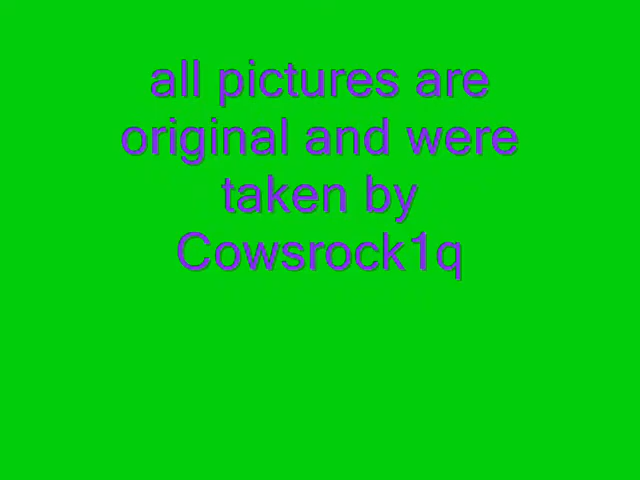 all pictures are
original and were
taken by
Cowsrock1q